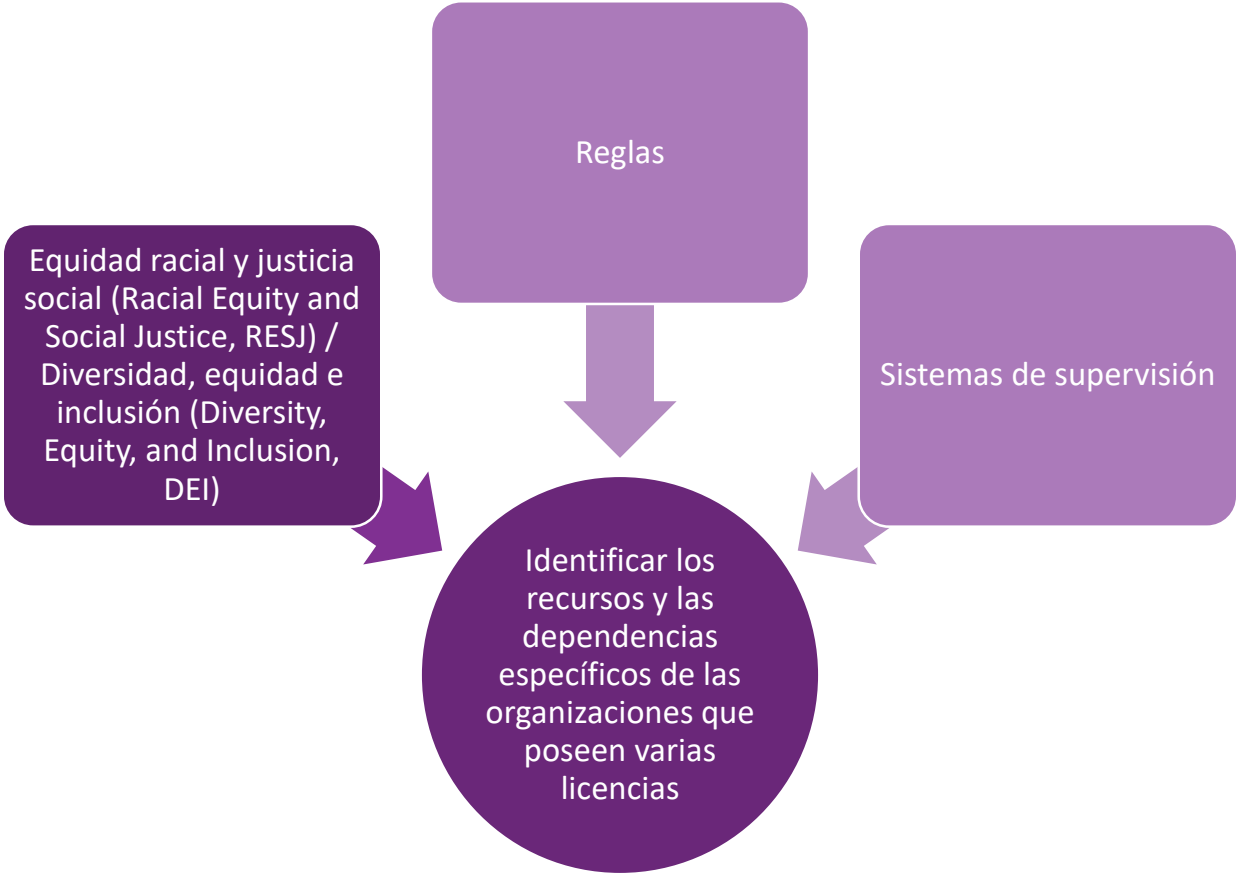 Reglas
Equidad racial y justicia
social (Racial Equity and
Social Justice, RESJ) /
Diversidad, equidad e
inclusión (Diversity,
Equity, and Inclusion,
DEI)
Sistemas de supervisión
Identificar los
recursos y las
dependencias
específicos de las
organizaciones que
poseen varias
licencias